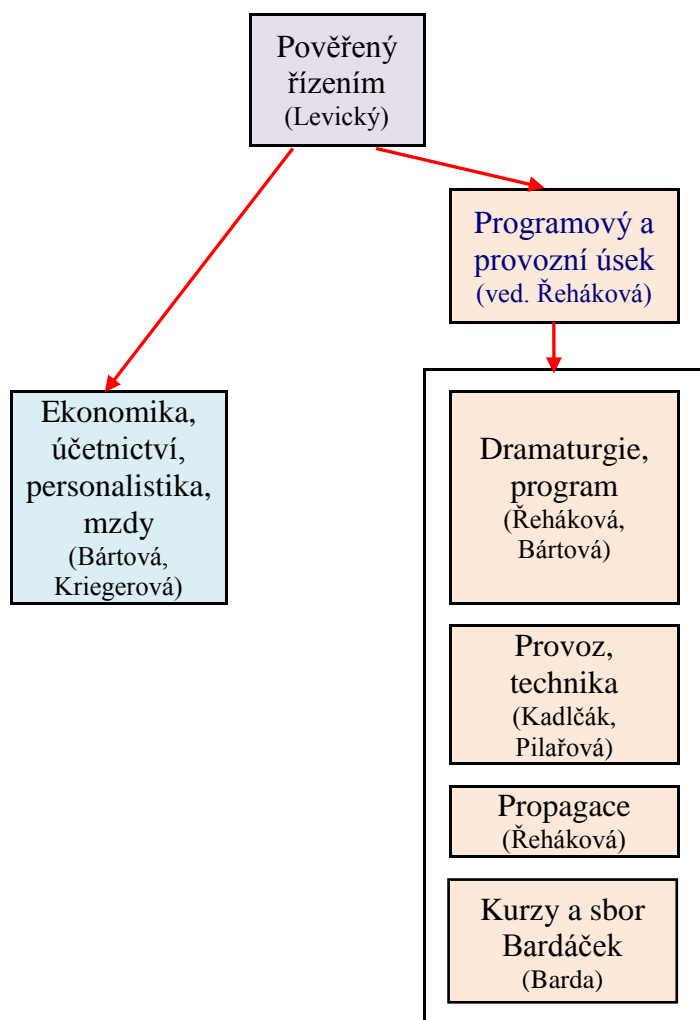 Pověřený
řízením
(Levický)
Programový a
provozní úsek
(ved. Řeháková)
Ekonomika,
účetnictví,
personalistika,
mzdy
(Bártová,
Kriegerová)
Dramaturgie,
program
(Řeháková,
Bártová)
Provoz,
technika
(Kadlčák,
Pilařová)
Propagace
(Řeháková)
Kurzy a sbor
Bardáček
(Barda)